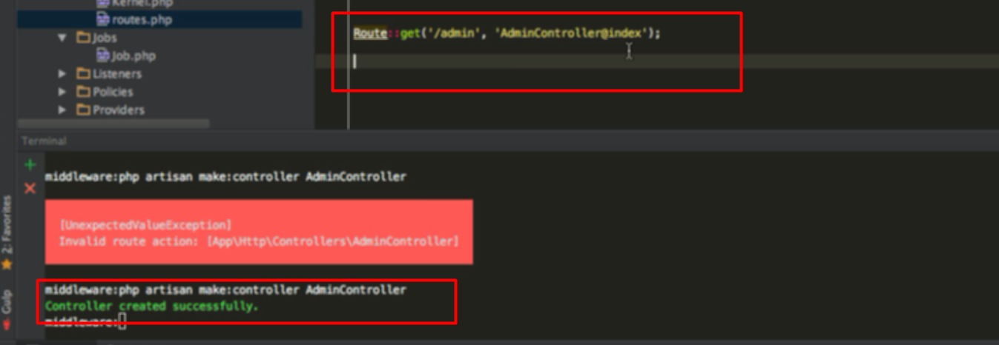 Kernel.php
routes.php
Jobs
Job.php
Listeners
Policies
Providers
Route::get('/admin', 'AdminController@index');
Terminal
middleware:php artisan make:controller AdminController
[UnexpectedValueException]
Invalid route action: [App\Http\Controllers\AdminController]
middleware:php artisan make:controller AdminController
Controller created successfully.
middleware:
2: Favorites
Gulp